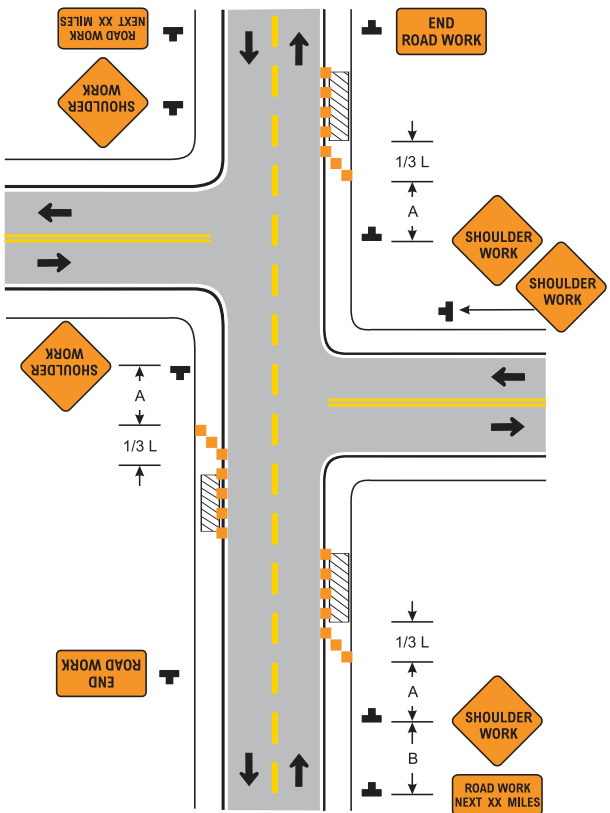 ROAD WORK
NEXT XX MILES
END
ROAD WORK
SHOULDER
WORK
1/3 L
A
SHOULDER
WORK
SHOULDER
WORK
SHOULDER
WORK
A
1/3 L
1/3 L
END
ROAD WORK
A
SHOULDER
WORK
B
ROAD WORK
NEXT XX MILES